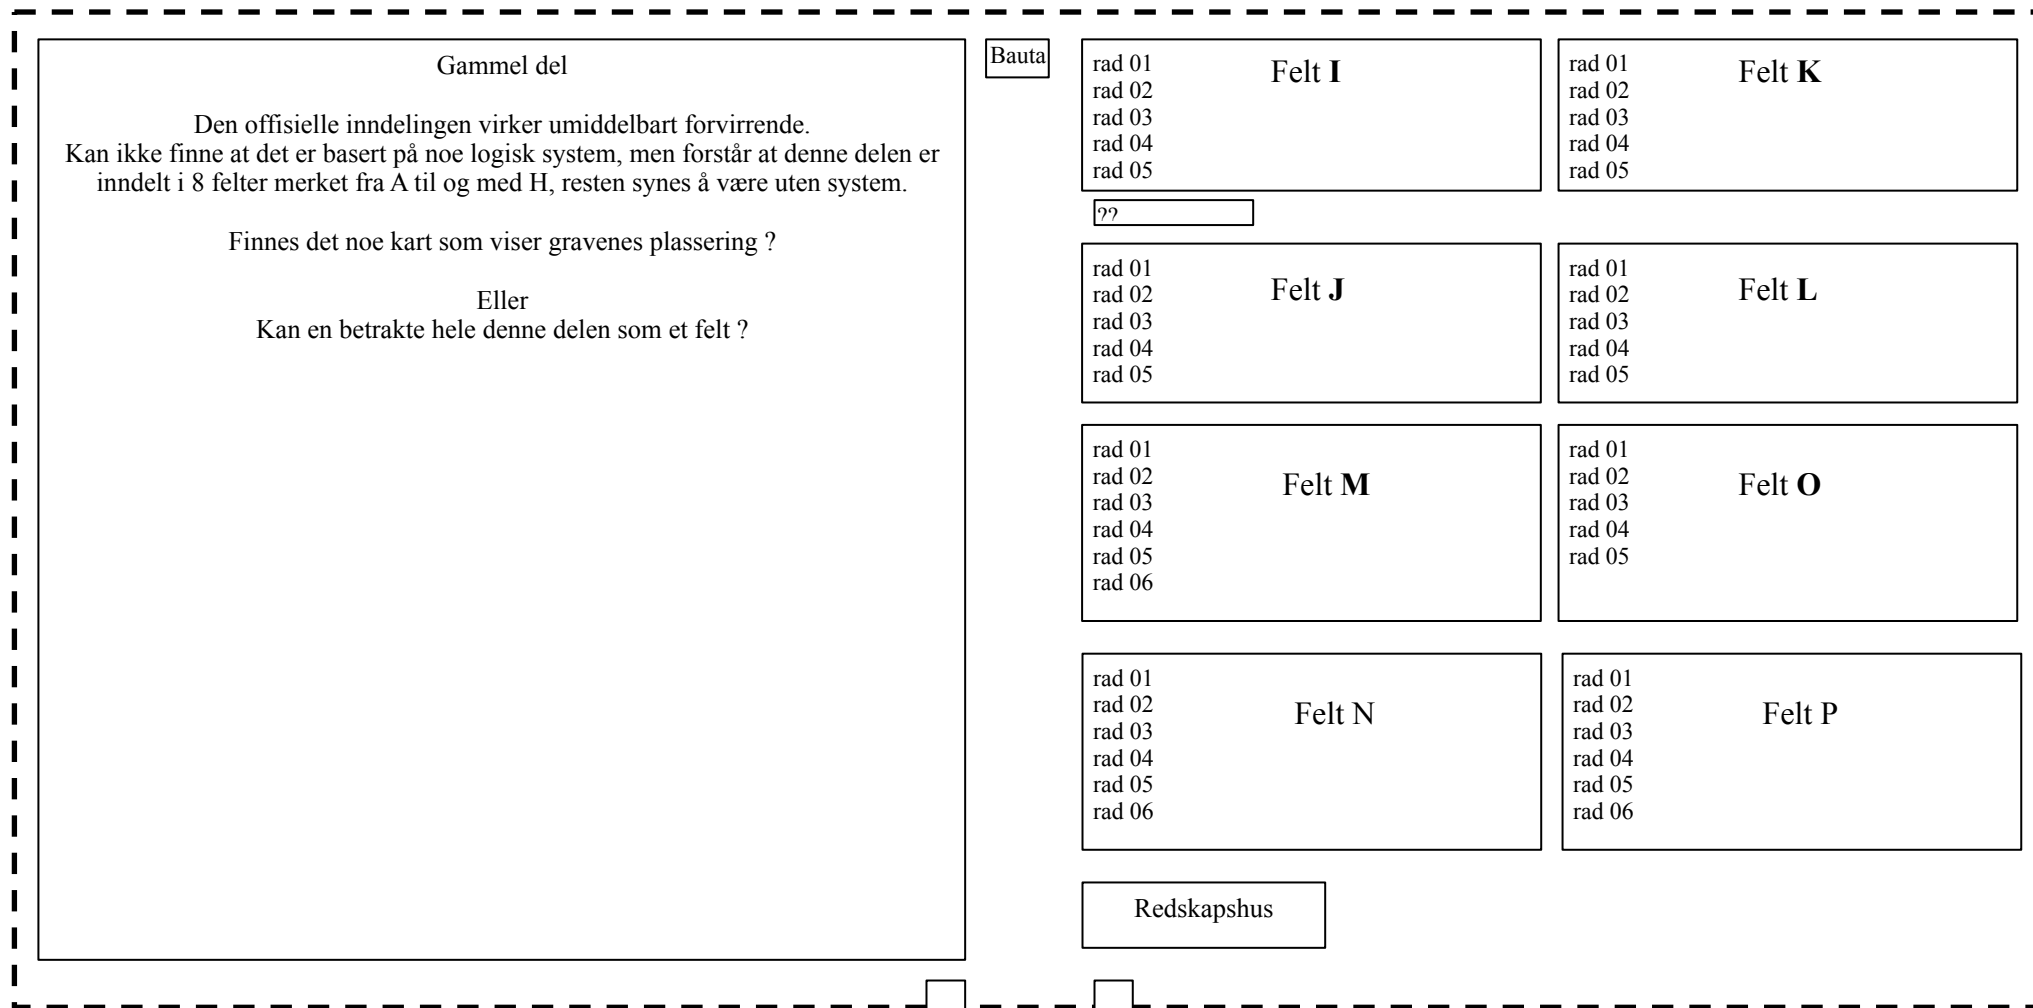 Gammel del
Den offisielle inndelingen virker umiddelbart forvirrende.
Kan ikke finne at det er basert på noe logisk system, men forstår at denne delen er
inndelt i 8 felter merket fra A til og med H, resten synes å være uten system.
Finnes det noe kart som viser gravenes plassering ?
Eller
Kan en betrakte hele denne delen som et felt ?
Bauta
Felt I
rad 01
rad 02
rad 03
rad 04
rad 05
Felt K
rad 01
rad 02
rad 03
rad 04
rad 05
??
Felt J
rad 01
rad 02
rad 03
rad 04
rad 05
Felt L
rad 01
rad 02
rad 03
rad 04
rad 05
Felt M
rad 01
rad 02
rad 03
rad 04
rad 05
rad 06
Felt O
rad 01
rad 02
rad 03
rad 04
rad 05
Felt N
rad 01
rad 02
rad 03
rad 04
rad 05
rad 06
Felt P
rad 01
rad 02
rad 03
rad 04
rad 05
rad 06
Redskapshus